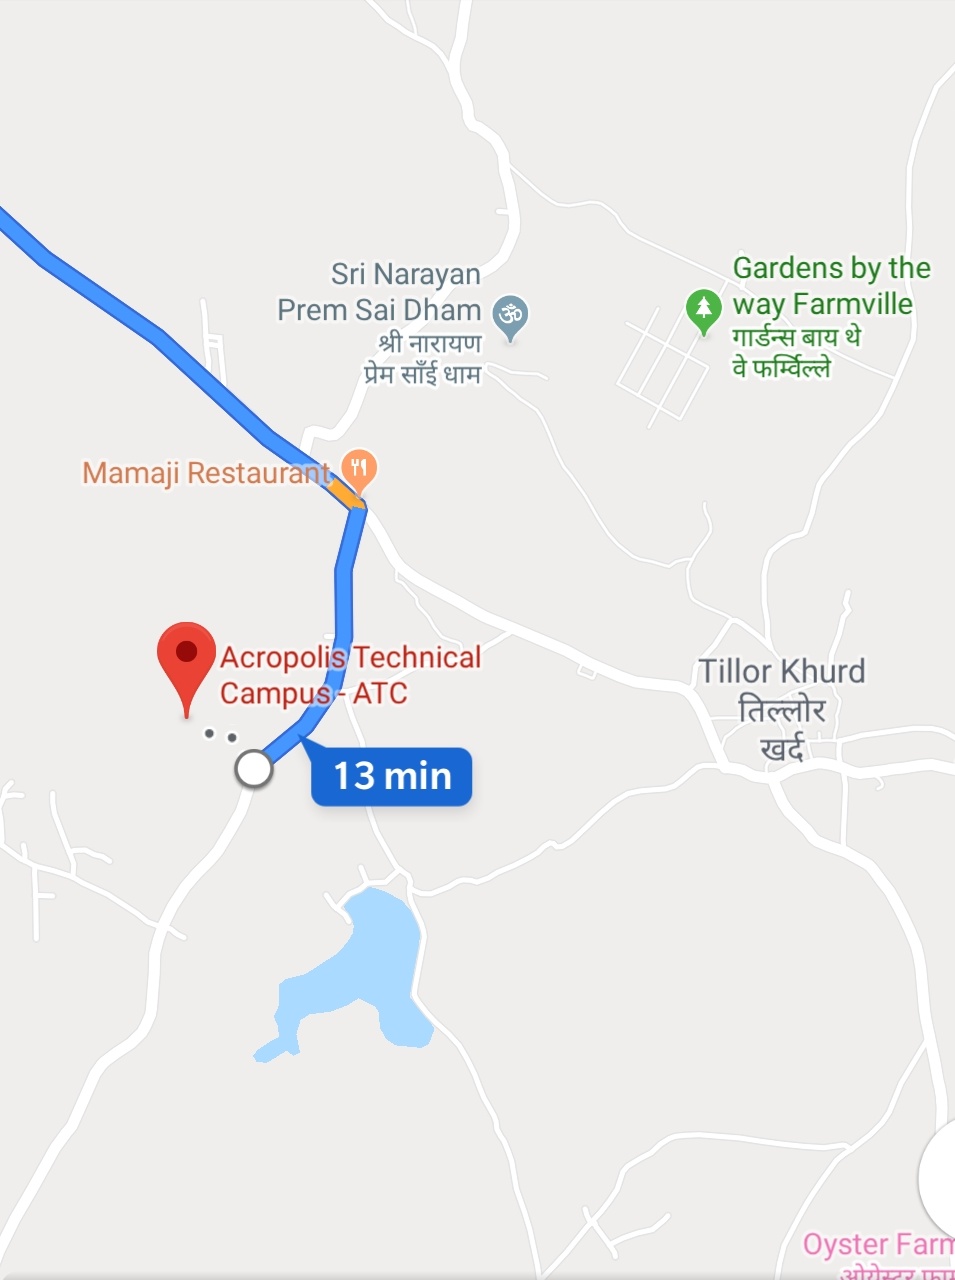 Sri Narayan
Prem Sai Dham
श्री नारायण
प्रेम साँई धाम
Gardens by the
way Farmville
गार्डन्स बाय थे
वे फर्म्विल्ले
Mamaji Restaurant
Acropolis Technical
Campus - ATC
13 min
Tillor Khurd
तिल्लोर
खर्द
Oyster Farm